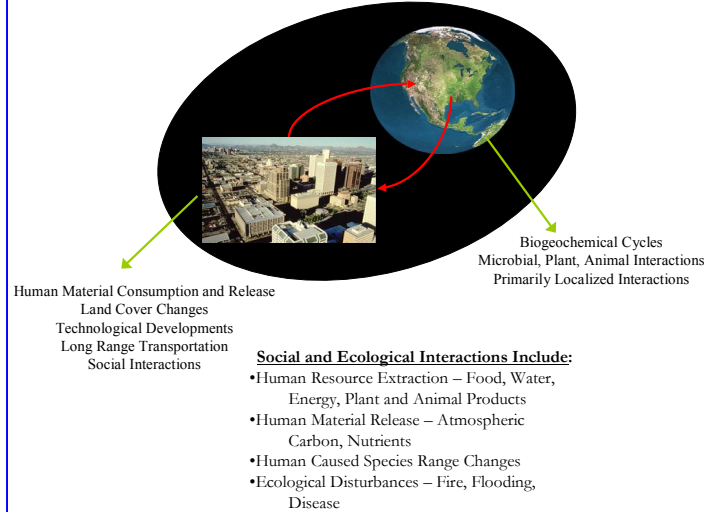 Biogeochemical Cycles
Microbial, Plant, Animal Interactions
Primarily Localized Interactions
Human Material Consumption and Release
Land Cover Changes
Technological Developments
Long Range Transportation
Social Interactions
Social and Ecological Interactions Include:
•Human Resource Extraction – Food, Water,
Energy, Plant and Animal Products
•Human Material Release – Atmospheric
Carbon, Nutrients
•Human Caused Species Range Changes
•Ecological Disturbances – Fire, Flooding,
Disease